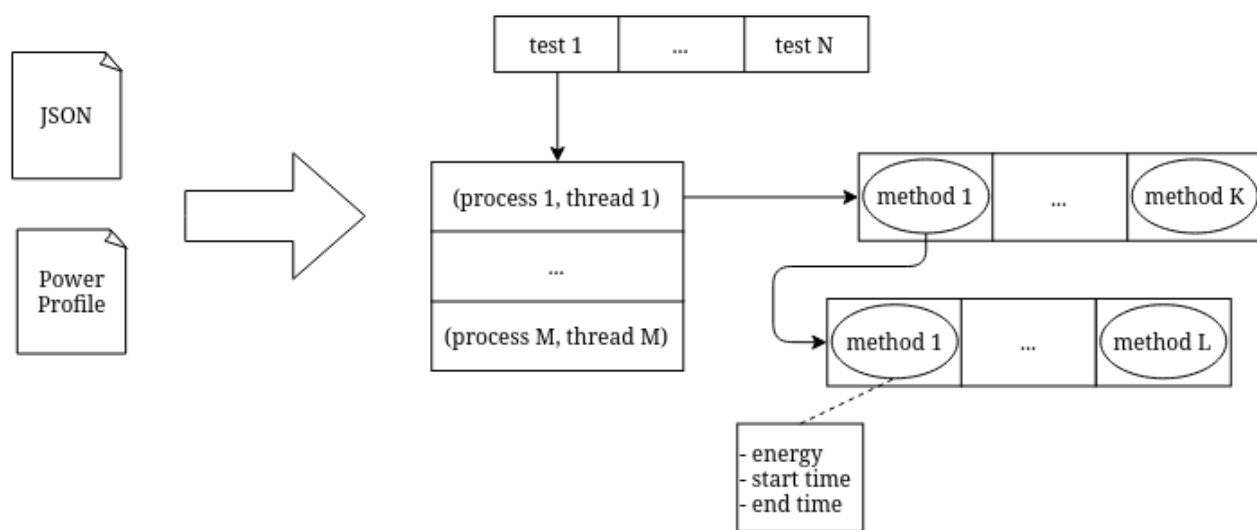 test 1
...
test N
JSON
(process 1, thread 1)
method 1
...
method K
...
Power
Profile
(process M, thread M)
method 1
...
method L
- energy
- start time
- end time